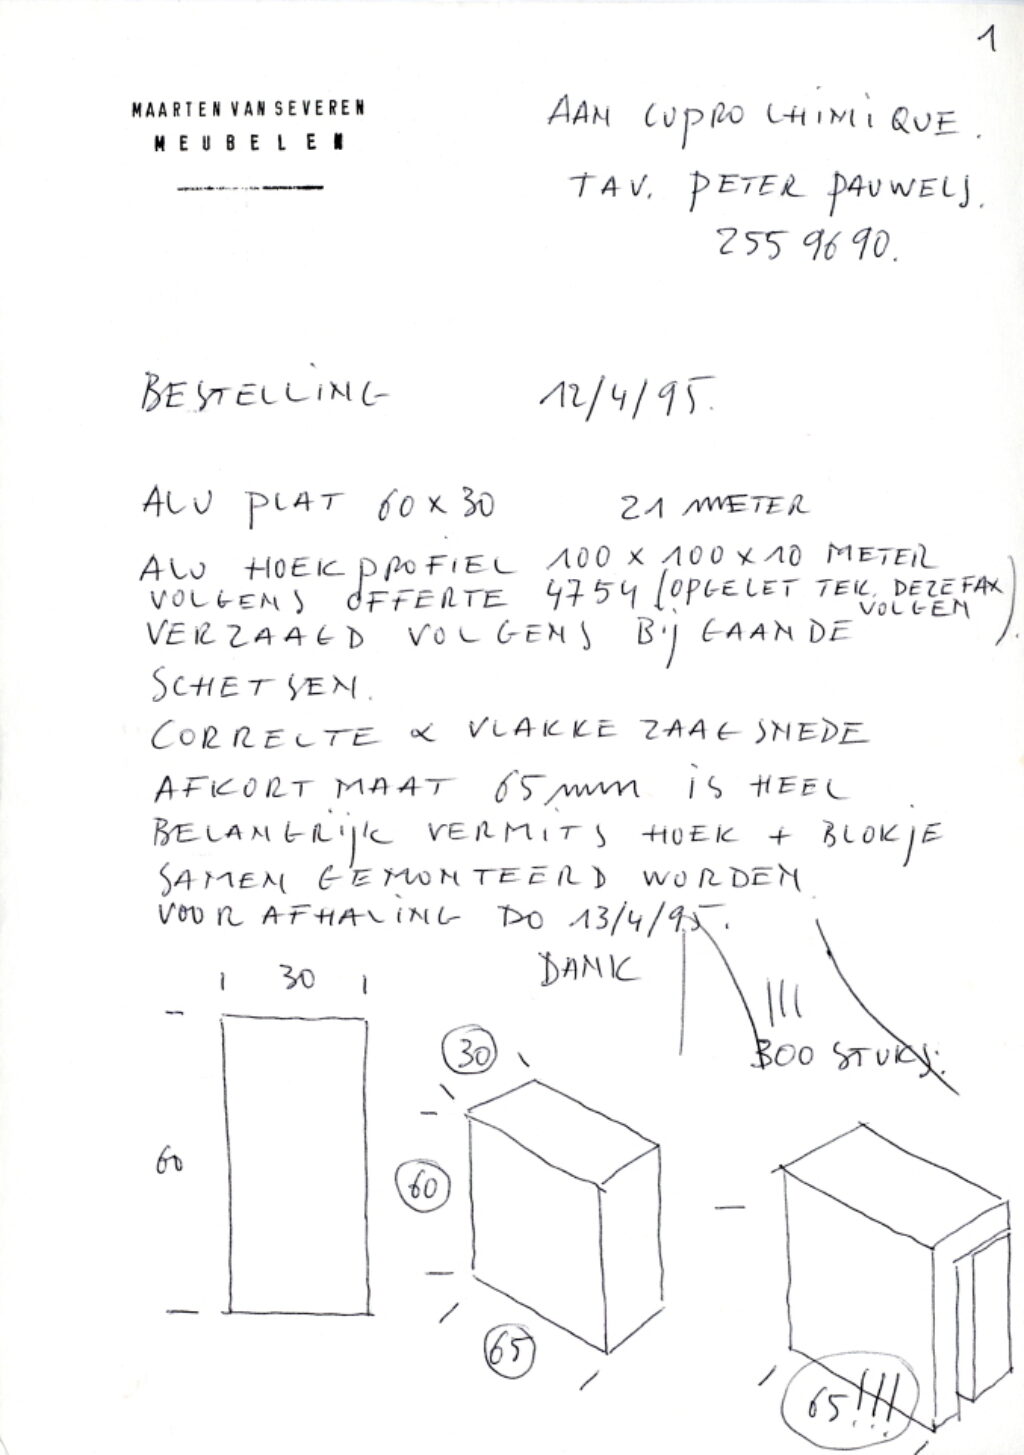 1
MAARTEN VAN SEVEREN
MEUBELEN
AAN CUPRO CHIMIQUE.
TAV. PETER PAUWELS.
255 96 90.
BESTELLING 12/4/95.
ALU PLAT 60 x 30 21 METER
ALU HOEKPROFIEL 100 x 100 x 10 METER
VOLGENS OFFERTE 4754 (OPGELET TEK. DEZE FAX
VOLGEN)
VERZAAGD VOLGENS BIJGAANDE
SCHETSEN.
CORRECTE & VLAKKE ZAAGSNEDE
AFKORTMAAT 65 mm IS HEEL
BELANGRIJK VERMITS HOEK + BLOKJE
SAMEN GEMONTEERD WORDEN.
VOOR AFHALING DO 13/4/95.
DANK
!!!
300 STUKS.
30
60
30
60
65
65!!!